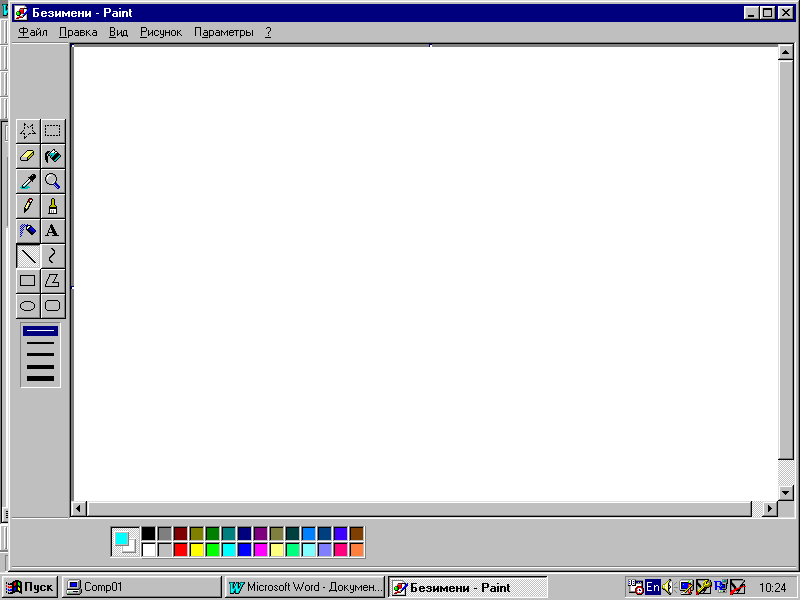 Безимени - Paint
Файл Правка Вид Рисунок Параметры ?
A
Пуск Comp01 Microsoft Word - Докумен... Безимени - Paint En 10:24